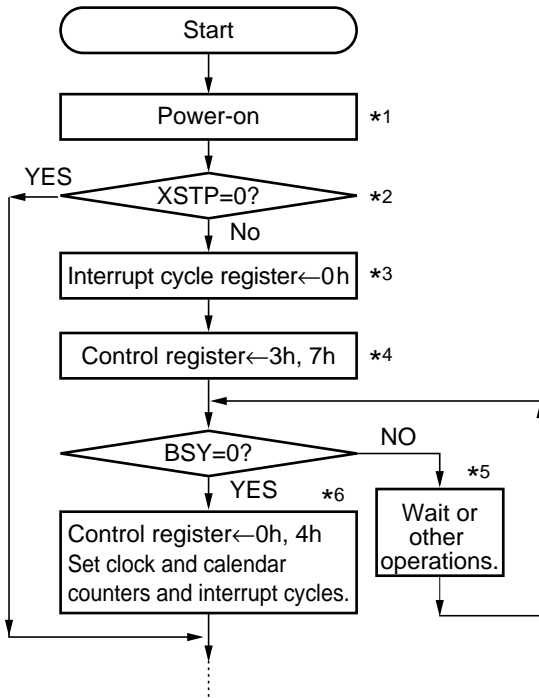 Start
Power-on
*1
YES
XSTP=0?
*2
No
Interrupt cycle register←0h
*3
Control register←3h, 7h
*4
BSY=0?
NO
YES
*6
*5
Control register←0h, 4h
Set clock and calendar
counters and interrupt cycles.
Wait or
other
operations.